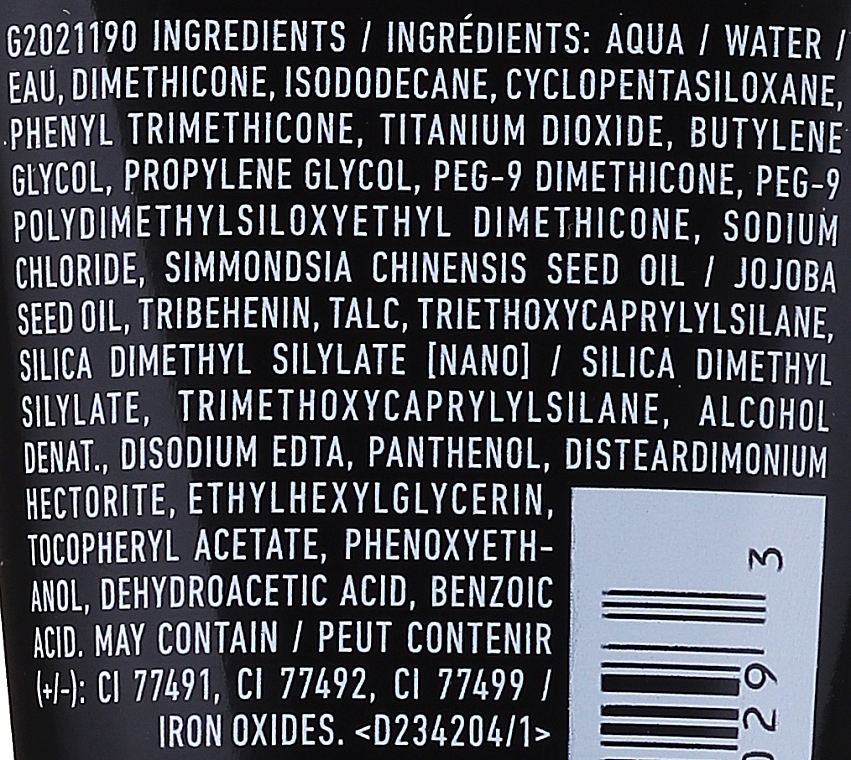 G2021190 INGREDIENTS / INGRÉDIENTS: AQUA / WATER /
EAU, DIMETHICONE, ISODODECANE, CYCLOPENTASILOXANE,
PHENYL TRIMETHICONE, TITANIUM DIOXIDE, BUTYLENE
GLYCOL, PROPYLENE GLYCOL, PEG-9 DIMETHICONE, PEG-9
POLYDIMETHYLSILOXYETHYL DIMETHICONE, SODIUM
CHLORIDE, SIMMONDSIA CHINENSIS SEED OIL / JOJOBA
SEED OIL, TRIBEHENIN, TALC, TRIETHOXYCAPRYLYLSILANE,
SILICA DIMETHYL SILYLATE [NANO] / SILICA DIMETHYL
SILYLATE, TRIMETHOXYCAPRYLYLSILANE, ALCOHOL
DENAT., DISODIUM EDTA, PANTHENOL, DISTEARDIMONIUM
HECTORITE, ETHYLHEXYLGLYCERIN,
TOCOPHERYL ACETATE, PHENOXYETH-
ANOL, DEHYDROACETIC ACID, BENZOIC
ACID. MAY CONTAIN / PEUT CONTENIR
(+/-): CI 77491, CI 77492, CI 77499 /
IRON OXIDES. <D234204/1>
3
029